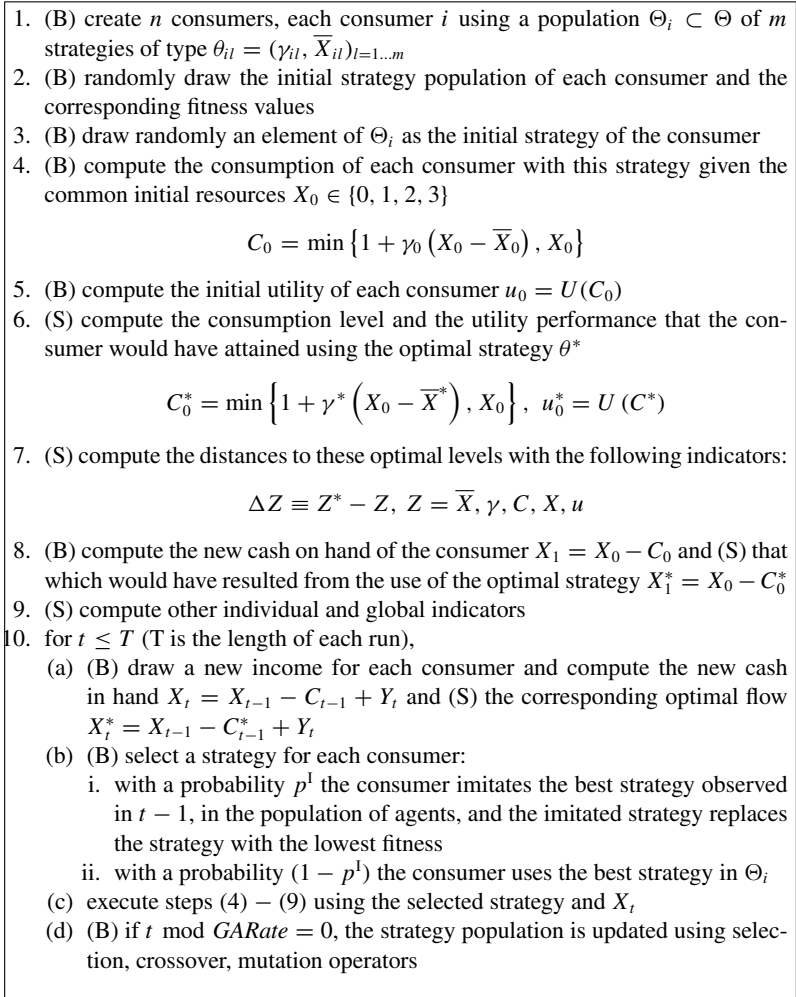 1. (B) create n consumers, each consumer i using a population Θ_i ⊂ Θ of m
strategies of type θ_il = (γ_il, X̅_il)_l=1...m
2. (B) randomly draw the initial strategy population of each consumer and the
corresponding fitness values
3. (B) draw randomly an element of Θ_i as the initial strategy of the consumer
4. (B) compute the consumption of each consumer with this strategy given the
common initial resources X_0 ∈ {0, 1, 2, 3}
C_0 = min {1 + γ_0 (X_0 − X̅_0) , X_0}
5. (B) compute the initial utility of each consumer u_0 = U(C_0)
6. (S) compute the consumption level and the utility performance that the con-
sumer would have attained using the optimal strategy θ*
C_0^* = min {1 + γ* (X_0 − X̅*) , X_0} , u_0^* = U (C*)
7. (S) compute the distances to these optimal levels with the following indicators:
ΔZ ≡ Z* − Z, Z = X̅, γ, C, X, u
8. (B) compute the new cash on hand of the consumer X_1 = X_0 − C_0 and (S) that
which would have resulted from the use of the optimal strategy X_1^* = X_0 − C_0^*
9. (S) compute other individual and global indicators
10. for t ≤ T (T is the length of each run),
(a) (B) draw a new income for each consumer and compute the new cash
in hand X_t = X_t−1 − C_t−1 + Y_t and (S) the corresponding optimal flow
X_t^* = X_t−1 − C_t−1^* + Y_t
(b) (B) select a strategy for each consumer:
i. with a probability p^I the consumer imitates the best strategy observed
in t − 1, in the population of agents, and the imitated strategy replaces
the strategy with the lowest fitness
ii. with a probability (1 − p^I) the consumer uses the best strategy in Θ_i
(c) execute steps (4) – (9) using the selected strategy and X_t
(d) (B) if t mod GARate = 0, the strategy population is updated using selec-
tion, crossover, mutation operators